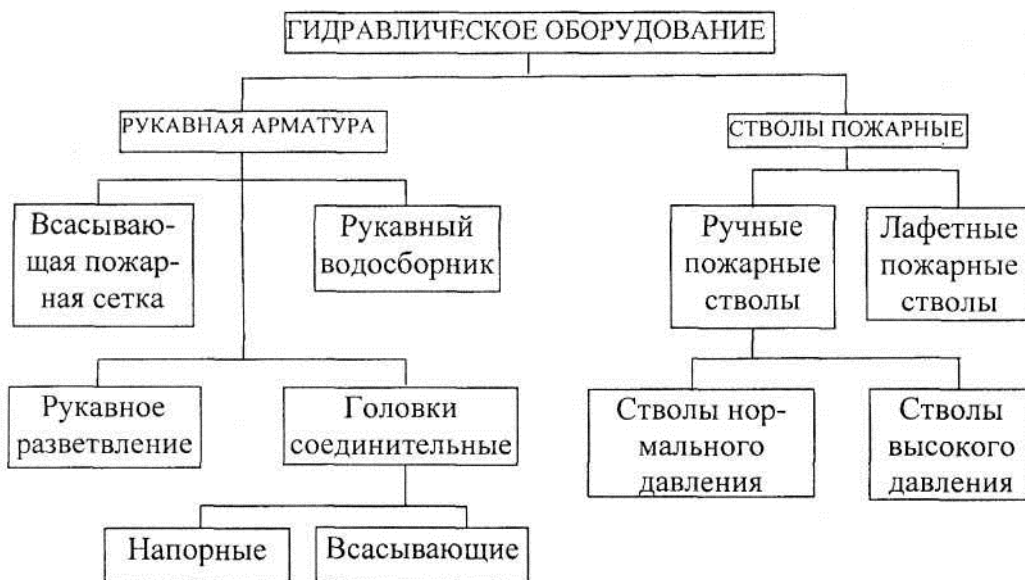 ГИДРАВЛИЧЕСКОЕ ОБОРУДОВАНИЕ
РУКАВНАЯ АРМАТУРА
СТВОЛЫ ПОЖАРНЫЕ
Всасываю-
щая пожар-
ная сетка
Рукавный
водосборник
Ручные
пожарные
стволы
Лафетные
пожарные
стволы
Рукавное
разветвление
Головки
соединительные
Стволы нор-
мального
давления
Стволы
высокого
давления
Напорные
Всасывающие